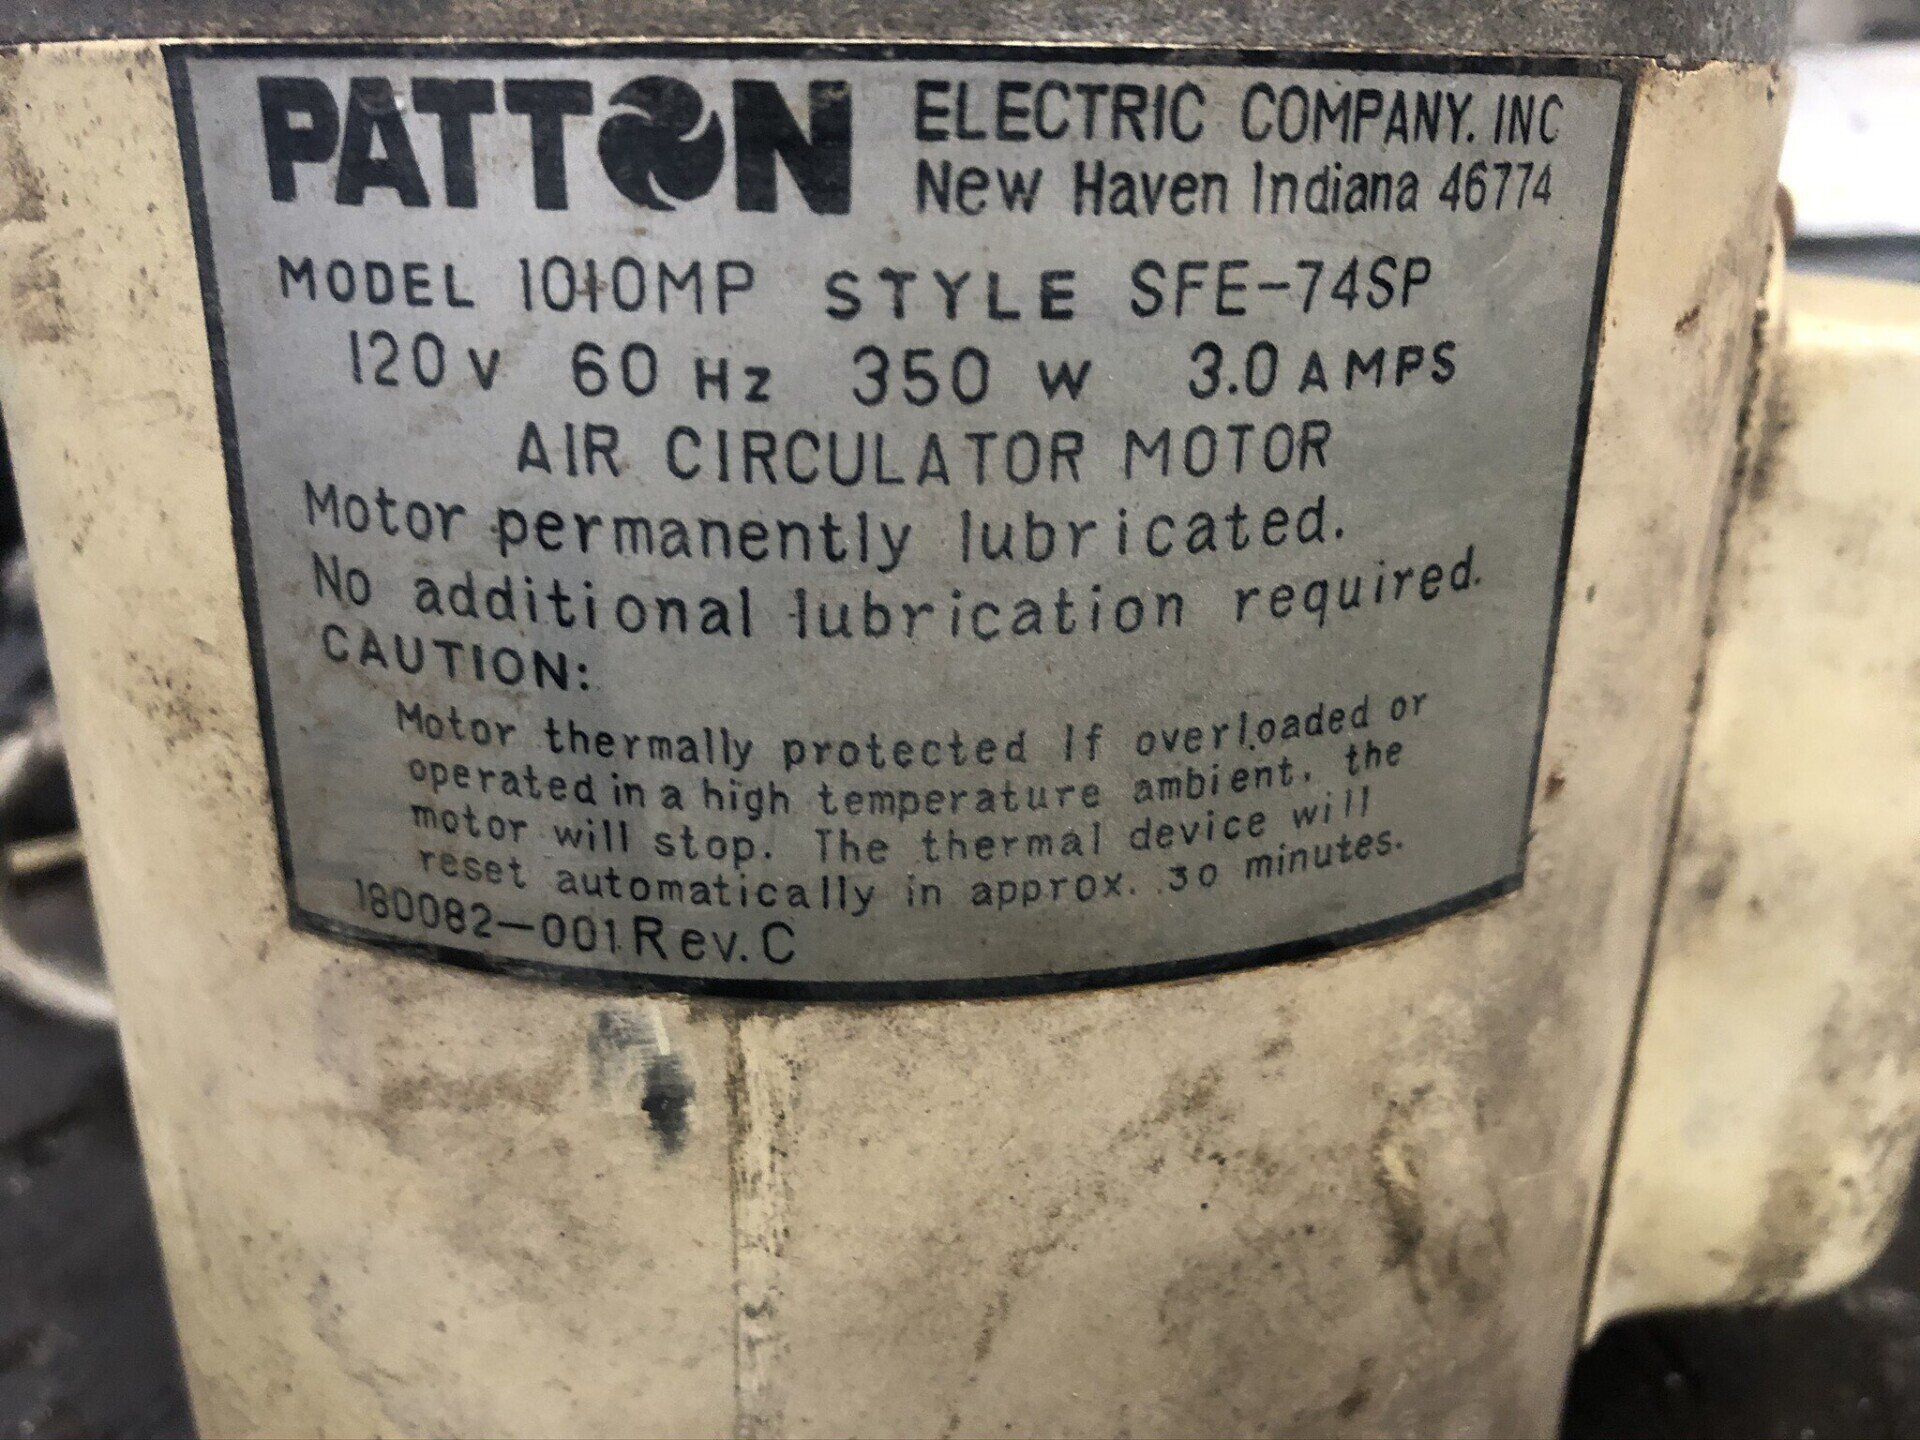 PATTON ELECTRIC COMPANY. INC
New Haven Indiana 46774
MODEL 1010MP STYLE SFE-74SP
120 V 60 Hz 350 W 3.0 AMPS
AIR CIRCULATOR MOTOR
Motor permanently lubricated.
No additional lubrication required.
CAUTION:
Motor thermally protected If overloaded or
operated in a high temperature ambient, the
motor will stop. The thermal device will
reset automatically in approx. 30 minutes.
180082-001 Rev. C